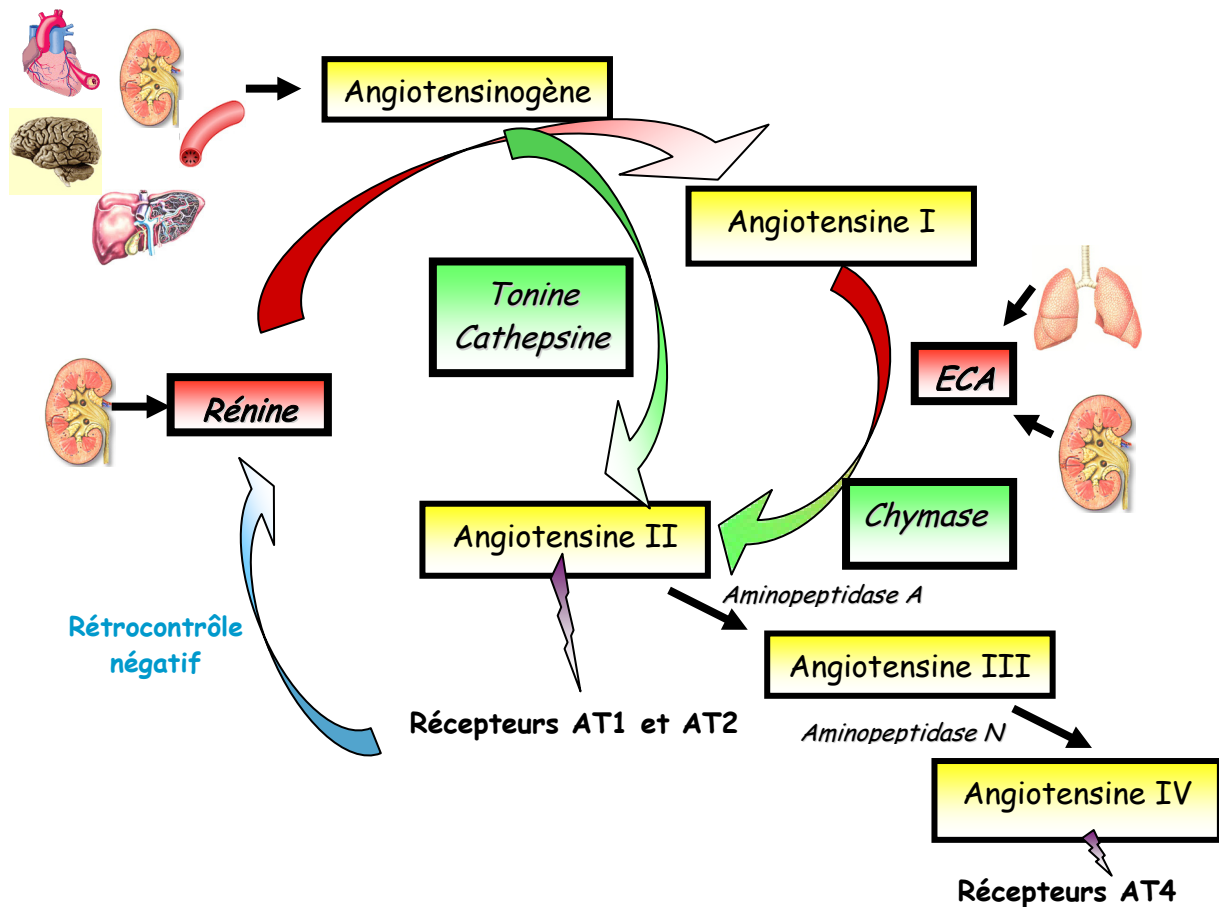 Angiotensinogène
Angiotensine I
Tonine
Cathepsine
ECA
Rénine
Chymase
Angiotensine II
Aminopeptidase A
Rétrocontrôle
négatif
Angiotensine III
Récepteurs AT1 et AT2
Aminopeptidase N
Angiotensine IV
Récepteurs AT4